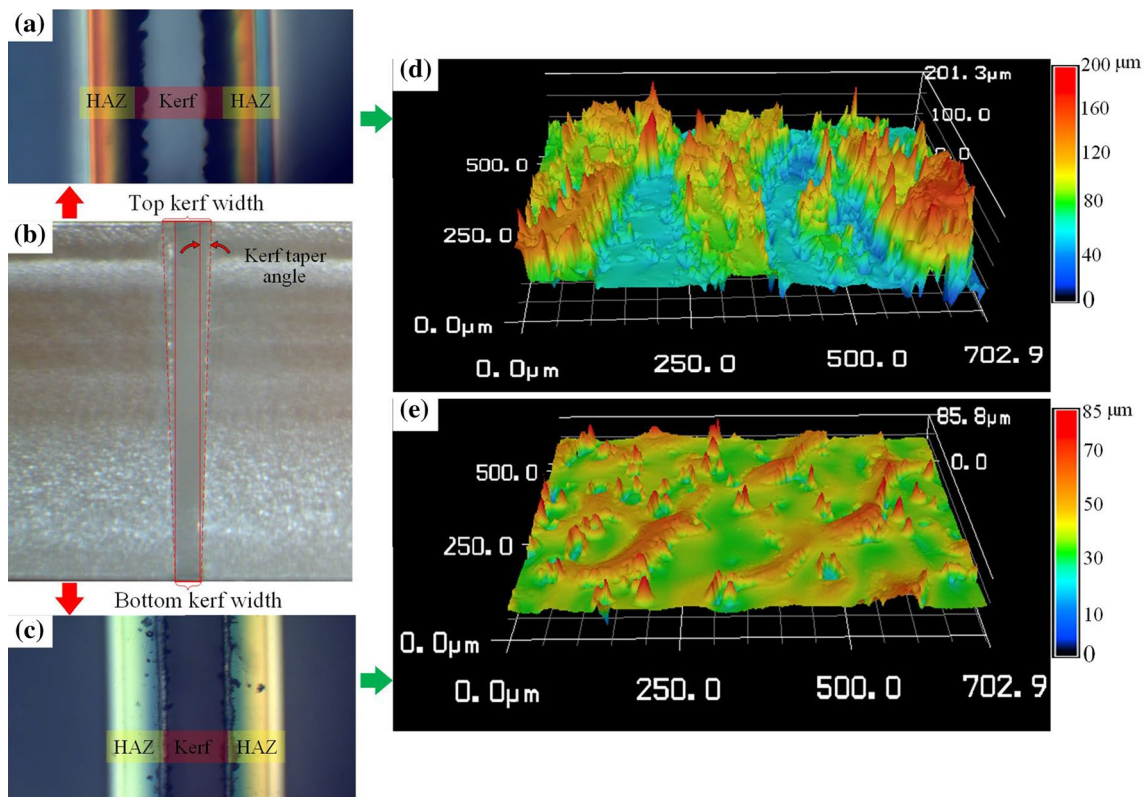 (a)
HAZ Kerf HAZ
Top kerf width
(b)
Kerf taper
angle
Bottom kerf width
(c)
HAZ Kerf HAZ
(d)
201.3μm
100.0
0.0
500.0
250.0
0.0μm
0.0μm 250.0 500.0 702.9
200 μm
160
120
80
40
0
(e)
85.8μm
0.0
500.0
250.0
0.0μm
0.0μm 250.0 500.0 702.9
85 μm
70
50
30
10
0